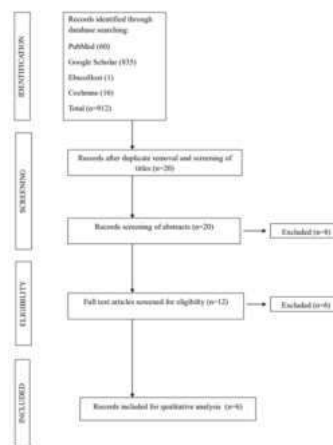 IDENTIFICATION
Records identified through
database searching:
PubMed (60)
Google Scholar (835)
EbscoHost (1)
Cochrane (16)
Total (n=912)
SCREENING
Records after duplicate removal and screening of
titles (n=20)
Records screening of abstracts (n=20)
Excluded (n=8)
ELIGIBILITY
Full text articles screened for eligibility (n=12)
Excluded (n=6)
INCLUDED
Records included for qualitative analysis (n=6)